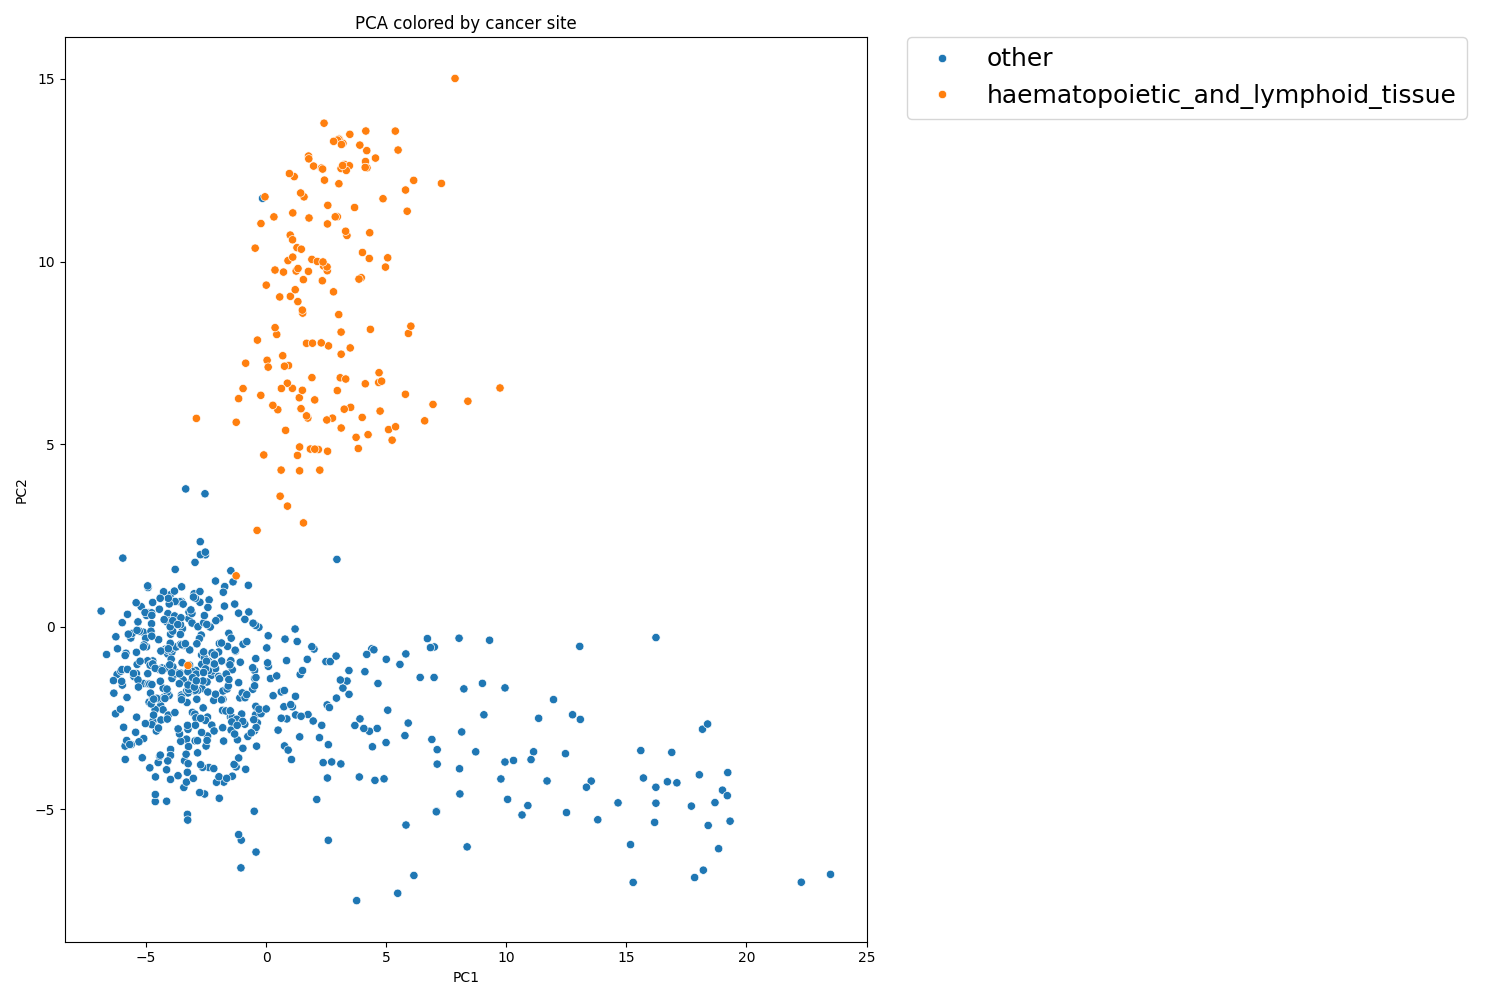 PCA colored by cancer site
other
haematopoietic_and_lymphoid_tissue
15
10
5
0
−5
PC2
−5 0 5 10 15 20 25
PC1